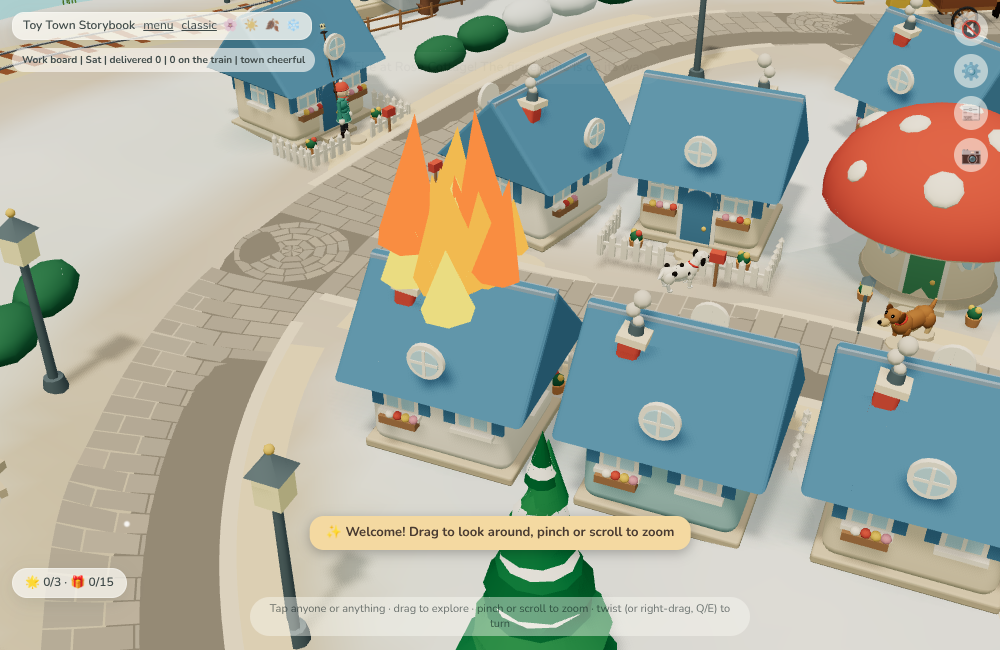 Toy Town Storybook menu classic
Work board | Sat | delivered 0 | 0 on the train | town cheerful
✨ Welcome! Drag to look around, pinch or scroll to zoom
🌟 0/3 · 🎁 0/15
Tap anyone or anything · drag to explore · pinch or scroll to zoom · twist (or right-drag, Q/E) to
turn